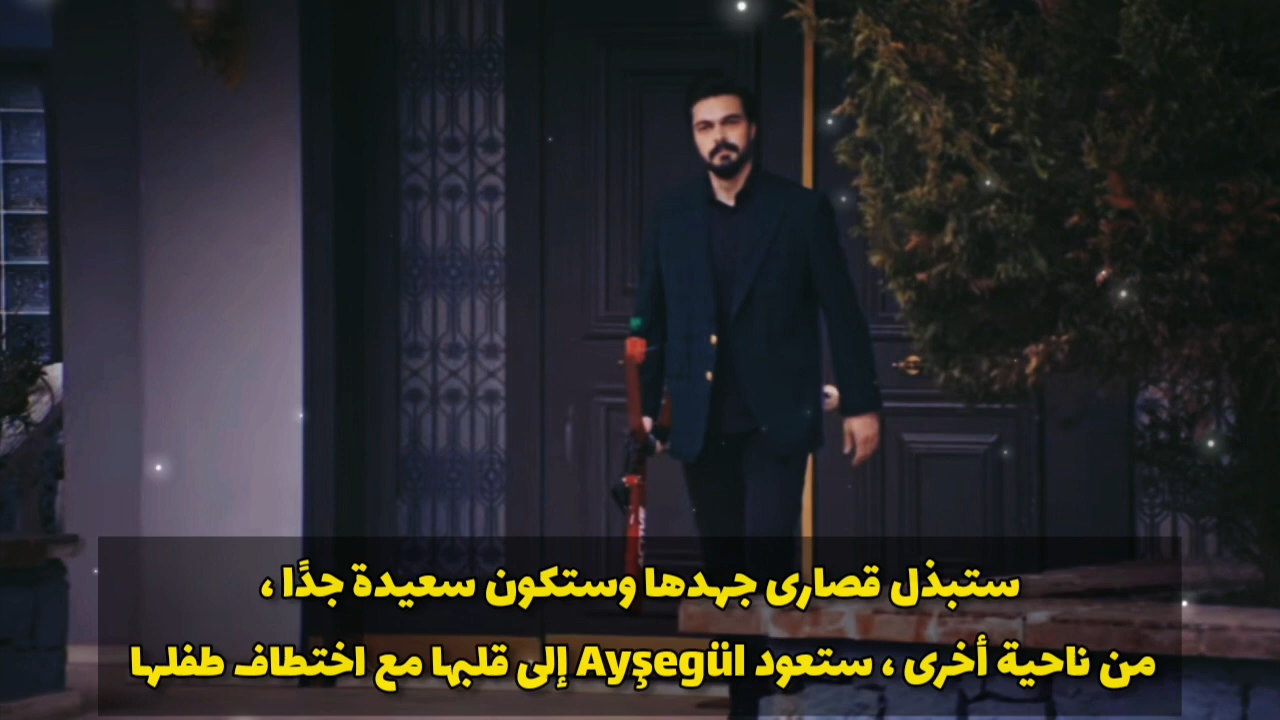 ستبذل قصارى جهدها وستكون سعيدة جدًا ،
من ناحية أخرى ، ستعود Ayşegül إلى قلبها مع اختطاف طفلها